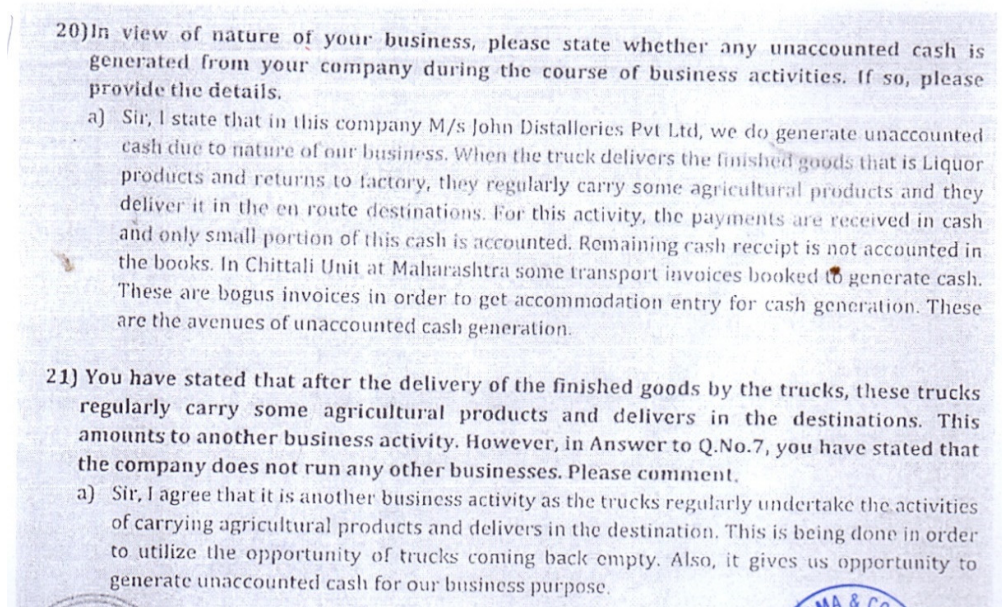 20)In view of nature of your business, please state whether any unaccounted cash is
generated from your company during the course of business activities. If so, please
provide the details.
a) Sir, I state that in this company M/s John Distalleries Pvt Ltd, we do generate unaccounted
cash due to nature of our business. When the truck delivers the finished goods that is Liquor
products and returns to factory, they regularly carry some agricultural products and they
deliver it in the en route destinations. For this activity, the payments are received in cash
and only small portion of this cash is accounted. Remaining cash receipt is not accounted in
the books. In Chittali Unit at Maharashtra some transport invoices booked to generate cash.
These are bogus invoices in order to get accommodation entry for cash generation. These
are the avenues of unaccounted cash generation.
21) You have stated that after the delivery of the finished goods by the trucks, these trucks
regularly carry some agricultural products and delivers in the destinations. This
amounts to another business activity. However, in Answer to Q.No.7, you have stated that
the company does not run any other businesses. Please comment.
a) Sir, I agree that it is another business activity as the trucks regularly undertake the activities
of carrying agricultural products and delivers in the destination. This is being done in order
to utilize the opportunity of trucks coming back empty. Also, it gives us opportunity to
generate unaccounted cash for our business purpose.
MA & CO